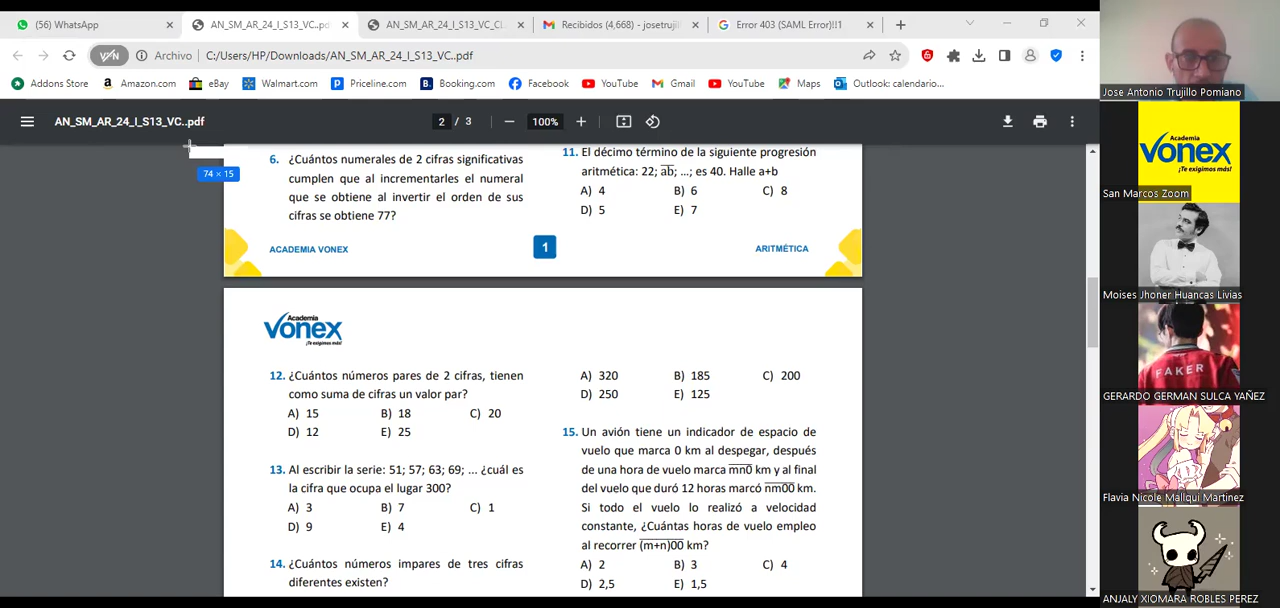 (56) WhatsApp
AN_SM_AR_24_I_S13_VC..pd
AN_SM_AR_24_I_S13_VC_CL
Recibidos (4,668) - josetrujil
Error 403 (SAML Error)!!1
VPN
Archivo
C:/Users/HP/Downloads/AN_SM_AR_24_I_S13_VC..pdf
Addons Store
Amazon.com
eBay
Walmart.com
Priceline.com
Booking.com
Facebook
YouTube
Gmail
YouTube
Maps
Outlook: calendario...
AN_SM_AR_24_I_S13_VC..pdf
2 / 3
100%
74 × 15
6. ¿Cuántos numerales de 2 cifras significativas
cumplen que al incrementarles el numeral
que se obtiene al invertir el orden de sus
cifras se obtiene 77?
11. El décimo término de la siguiente progresión
aritmética: 22; ab; ...; es 40. Halle a+b
A) 4 B) 6 C) 8
D) 5 E) 7
ACADEMIA VONEX
1
ARITMÉTICA
Academia
Vonex
¡Te exigimos más!
12. ¿Cuántos números pares de 2 cifras, tienen
como suma de cifras un valor par?
A) 15 B) 18 C) 20
D) 12 E) 25
13. Al escribir la serie: 51; 57; 63; 69; ... ¿cuál es
la cifra que ocupa el lugar 300?
A) 3 B) 7 C) 1
D) 9 E) 4
14. ¿Cuántos números impares de tres cifras
diferentes existen?
A) 320 B) 185 C) 200
D) 250 E) 125
15. Un avión tiene un indicador de espacio de
vuelo que marca 0 km al despegar, después
de una hora de vuelo marca mn0 km y al final
del vuelo que duró 12 horas marcó nm00 km.
Si todo el vuelo lo realizó a velocidad
constante, ¿Cuántas horas de vuelo empleo
al recorrer (m+n)00 km?
A) 2 B) 3 C) 4
D) 2,5 E) 1,5
Jose Antonio Trujillo Pomiano
Academia
Vonex
¡Te exigimos más!
San Marcos Zoom
Moises Jhoner Huancas Livias
FAKER
GERARDO GERMAN SULCA YAÑEZ
Flavia Nicole Mallqui Martinez
ANJALY XIOMARA ROBLES PEREZ